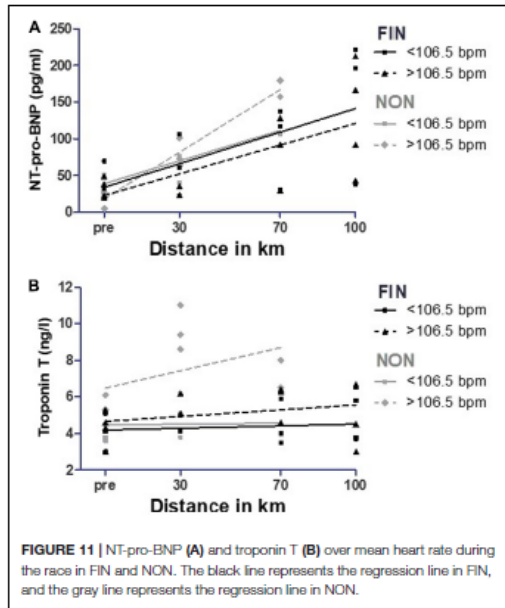 A
NT-pro-BNP (pg/ml)
250
200
150
100
50
0
pre
30
70
100
Distance in km
FIN
<106.5 bpm
>106.5 bpm
NON
<106.5 bpm
>106.5 bpm
B
Troponin T (ng/l)
12
10
8
6
4
2
pre
30
70
100
Distance in km
FIN
<106.5 bpm
>106.5 bpm
NON
<106.5 bpm
>106.5 bpm
FIGURE 11 | NT-pro-BNP (A) and troponin T (B) over mean heart rate during
the race in FIN and NON. The black line represents the regression line in FIN,
and the gray line represents the regression line in NON.